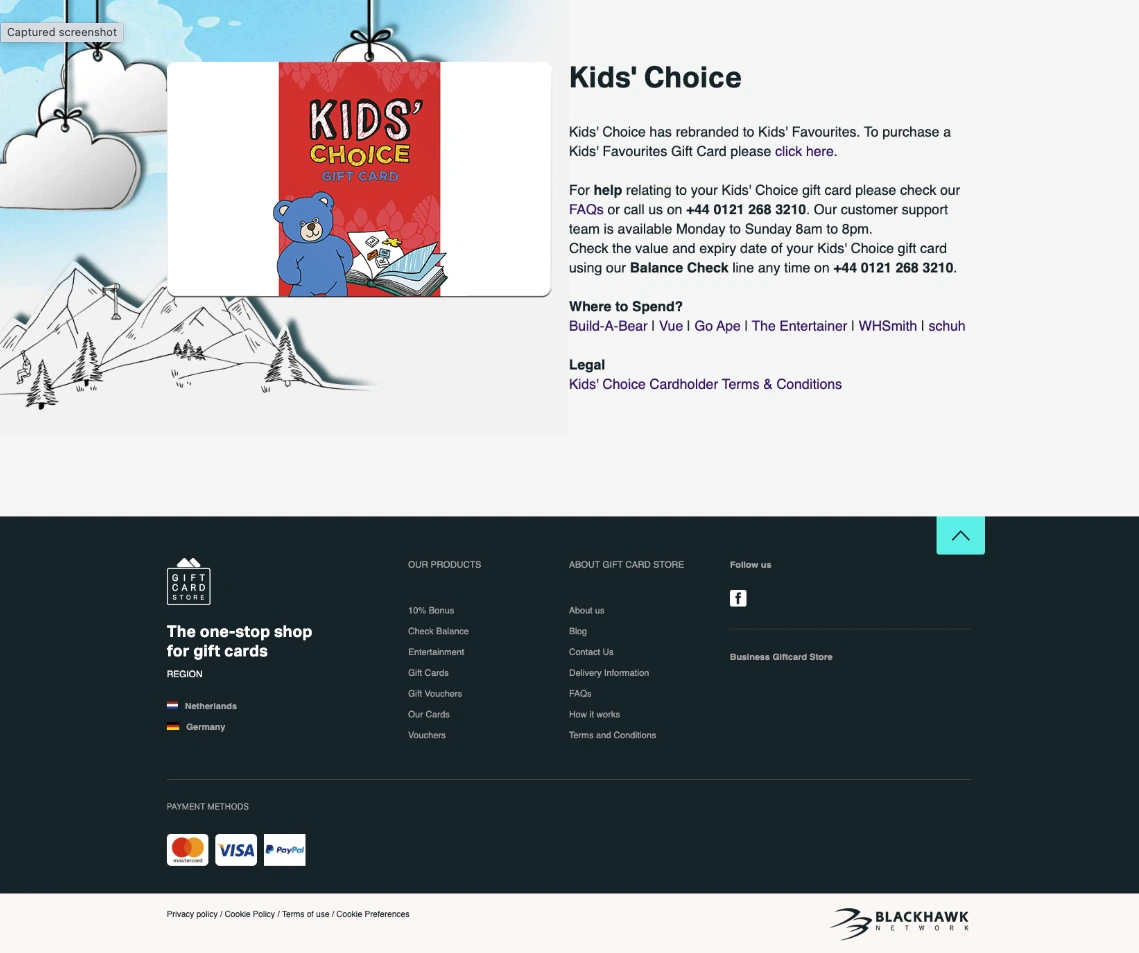 Captured screenshot
KIDS'
CHOICE
GIFT CARD
Kids' Choice
Kids' Choice has rebranded to Kids' Favourites. To purchase a
Kids' Favourites Gift Card please click here.
For help relating to your Kids' Choice gift card please check our
FAQs or call us on +44 0121 268 3210. Our customer support
team is available Monday to Sunday 8am to 8pm.
Check the value and expiry date of your Kids' Choice gift card
using our Balance Check line any time on +44 0121 268 3210.
Where to Spend?
Build-A-Bear | Vue | Go Ape | The Entertainer | WHSmith | schuh
Legal
Kids' Choice Cardholder Terms & Conditions
GIFT
CARD
STORE
The one-stop shop
for gift cards
REGION
Netherlands
Germany
OUR PRODUCTS
10% Bonus
Check Balance
Entertainment
Gift Cards
Gift Vouchers
Our Cards
Vouchers
ABOUT GIFT CARD STORE
About us
Blog
Contact Us
Delivery Information
FAQs
How it works
Terms and Conditions
Follow us
f
Business Giftcard Store
PAYMENT METHODS
mastercard
VISA
PayPal
Privacy policy / Cookie Policy / Terms of use / Cookie Preferences
BLACKHAWK
NETWORK